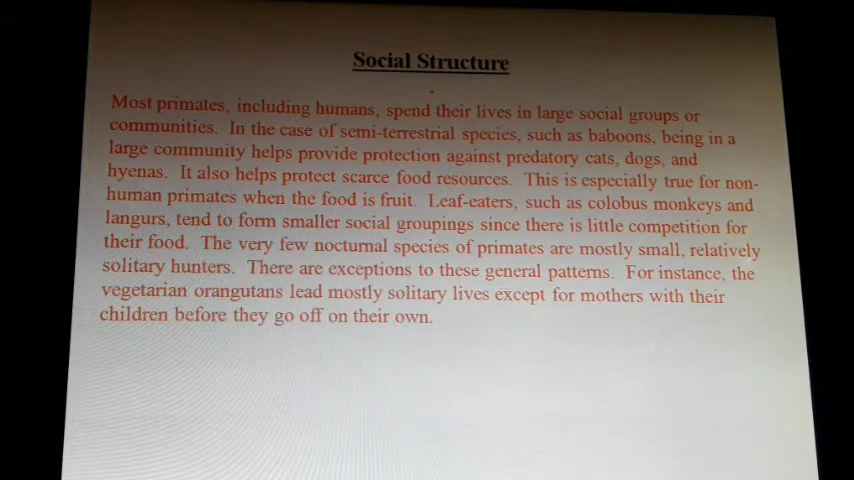 Social Structure
Most primates, including humans, spend their lives in large social groups or
communities. In the case of semi-terrestrial species, such as baboons, being in a
large community helps provide protection against predatory cats, dogs, and
hyenas. It also helps protect scarce food resources. This is especially true for non-
human primates when the food is fruit. Leaf-eaters, such as colobus monkeys and
langurs, tend to form smaller social groupings since there is little competition for
their food. The very few nocturnal species of primates are mostly small, relatively
solitary hunters. There are exceptions to these general patterns. For instance, the
vegetarian orangutans lead mostly solitary lives except for mothers with their
children before they go off on their own.